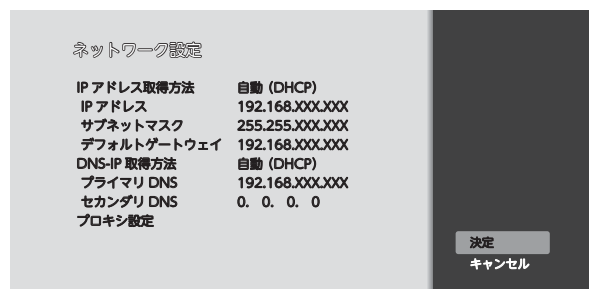 ネットワーク設定
IP アドレス取得方法 自動 (DHCP)
IP アドレス 192.168.XXX.XXX
サブネットマスク 255.255.XXX.XXX
デフォルトゲートウェイ 192.168.XXX.XXX
DNS-IP 取得方法 自動 (DHCP)
プライマリ DNS 192.168.XXX.XXX
セカンダリ DNS 0. 0. 0. 0
プロキシ設定
決定
キャンセル